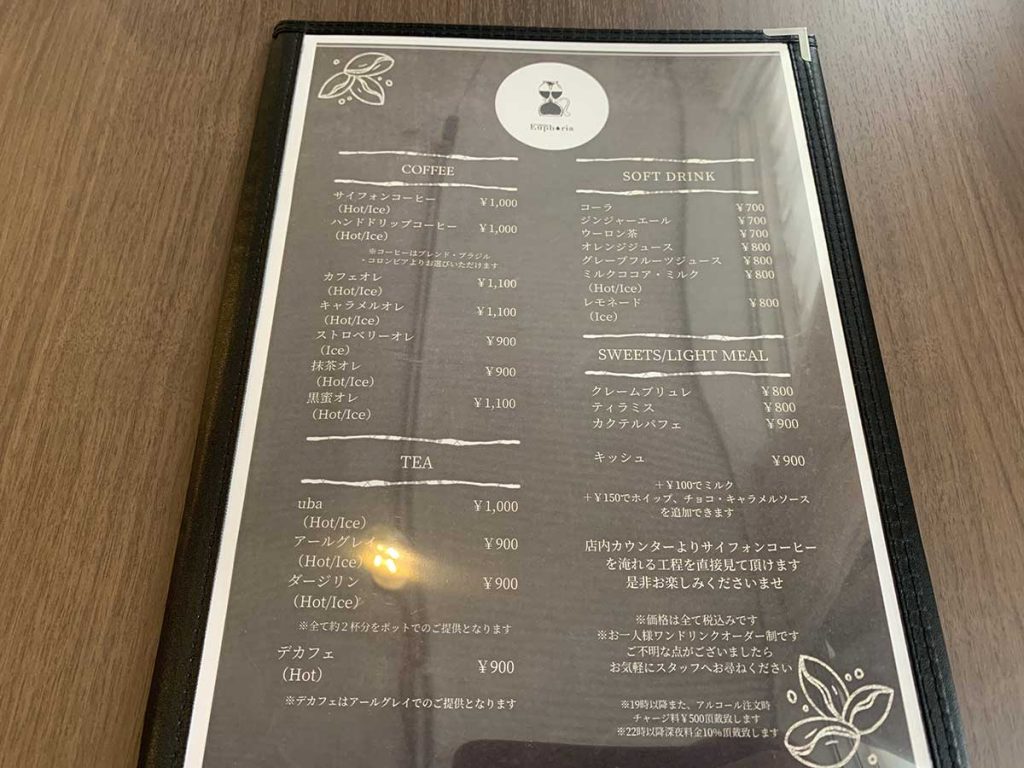 Euphoria
COFFEE
サイフォンコーヒー ¥1,000
（Hot/Ice）
ハンドドリップコーヒー ¥1,000
（Hot/Ice）
※コーヒーはブレンド・ブラジル
・コロンビアよりお選びいただけます
カフェオレ ¥1,100
（Hot/Ice）
キャラメルオレ ¥1,100
（Hot/Ice）
ストロベリーオレ ¥900
（Ice）
抹茶オレ ¥900
（Hot/Ice）
黒蜜オレ ¥1,100
（Hot/Ice）
TEA
uba ¥1,000
（Hot/Ice）
アールグレイ ¥900
（Hot/Ice）
ダージリン ¥900
（Hot/Ice）
※全て約２杯分をポットでのご提供となります
デカフェ ¥900
（Hot）
※デカフェはアールグレイでのご提供となります
SOFT DRINK
コーラ ¥700
ジンジャーエール ¥700
ウーロン茶 ¥700
オレンジジュース ¥800
グレープフルーツジュース ¥800
ミルクココア・ミルク ¥800
（Hot/Ice）
レモネード ¥800
（Ice）
SWEETS/LIGHT MEAL
クレームブリュレ ¥800
ティラミス ¥800
カクテルパフェ ¥900
キッシュ ¥900
＋¥100でミルク
＋¥150でホイップ、チョコ・キャラメルソース
を追加できます
店内カウンターよりサイフォンコーヒー
を淹れる工程を直接見て頂けます
是非お楽しみくださいませ
※価格は全て税込みです
※お一人様ワンドリンクオーダー制です
ご不明な点がございましたら
お気軽にスタッフへお尋ねください
※19時以降また、アルコール注文時
チャージ料¥500頂戴致します
※22時以降深夜料金10%頂戴致します